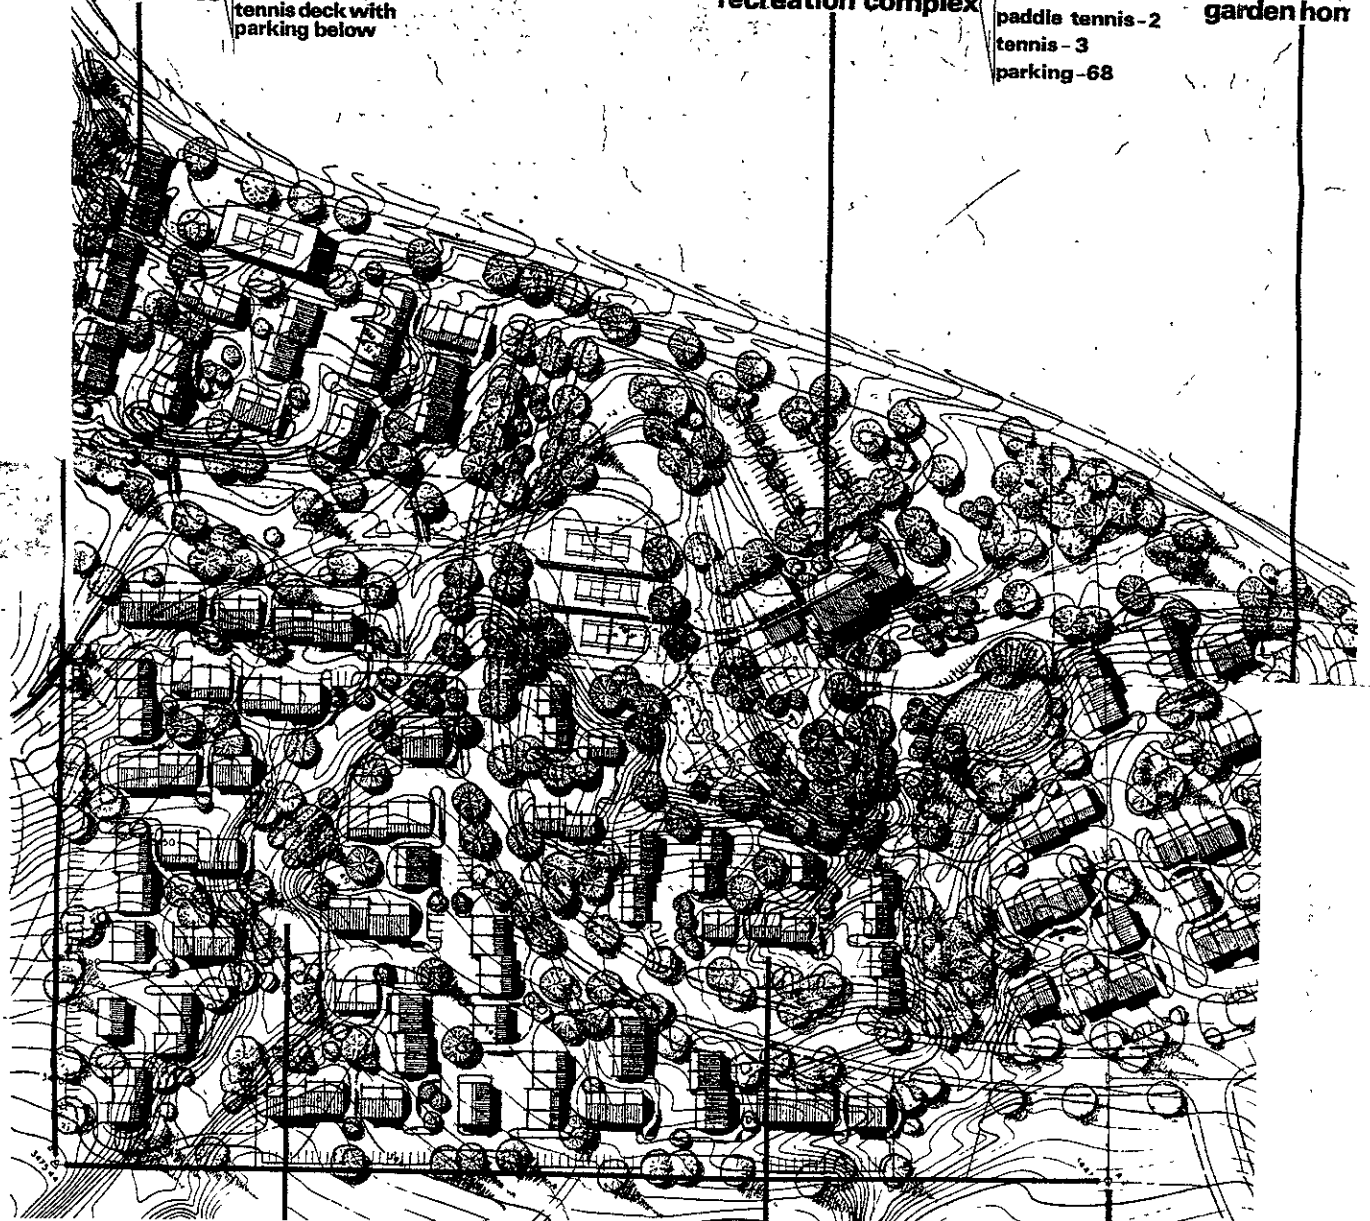 tennis deck with
parking below
recreation complex
paddle tennis-2
tennis-3
parking-68
garden hom